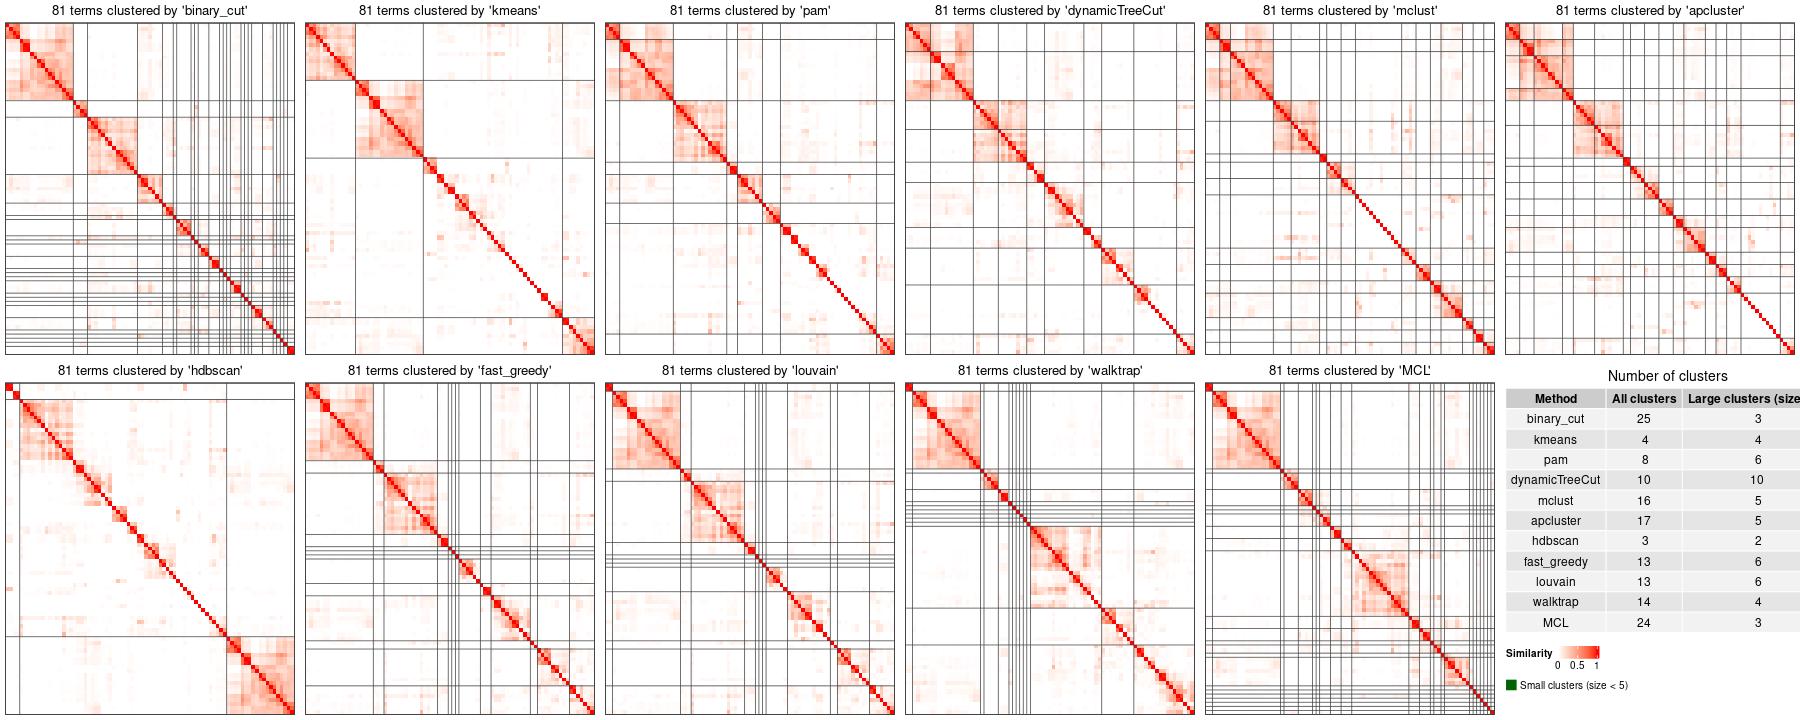 81 terms clustered by 'binary_cut'
81 terms clustered by 'kmeans'
81 terms clustered by 'pam'
81 terms clustered by 'dynamicTreeCut'
81 terms clustered by 'mclust'
81 terms clustered by 'apcluster'
81 terms clustered by 'hdbscan'
81 terms clustered by 'fast_greedy'
81 terms clustered by 'louvain'
81 terms clustered by 'walktrap'
81 terms clustered by 'MCL'
Number of clusters
Method All clusters Large clusters (size
binary_cut 25 3
kmeans 4 4
pam 8 6
dynamicTreeCut 10 10
mclust 16 5
apcluster 17 5
hdbscan 3 2
fast_greedy 13 6
louvain 13 6
walktrap 14 4
MCL 24 3
Similarity
0 0.5 1
Small clusters (size < 5)